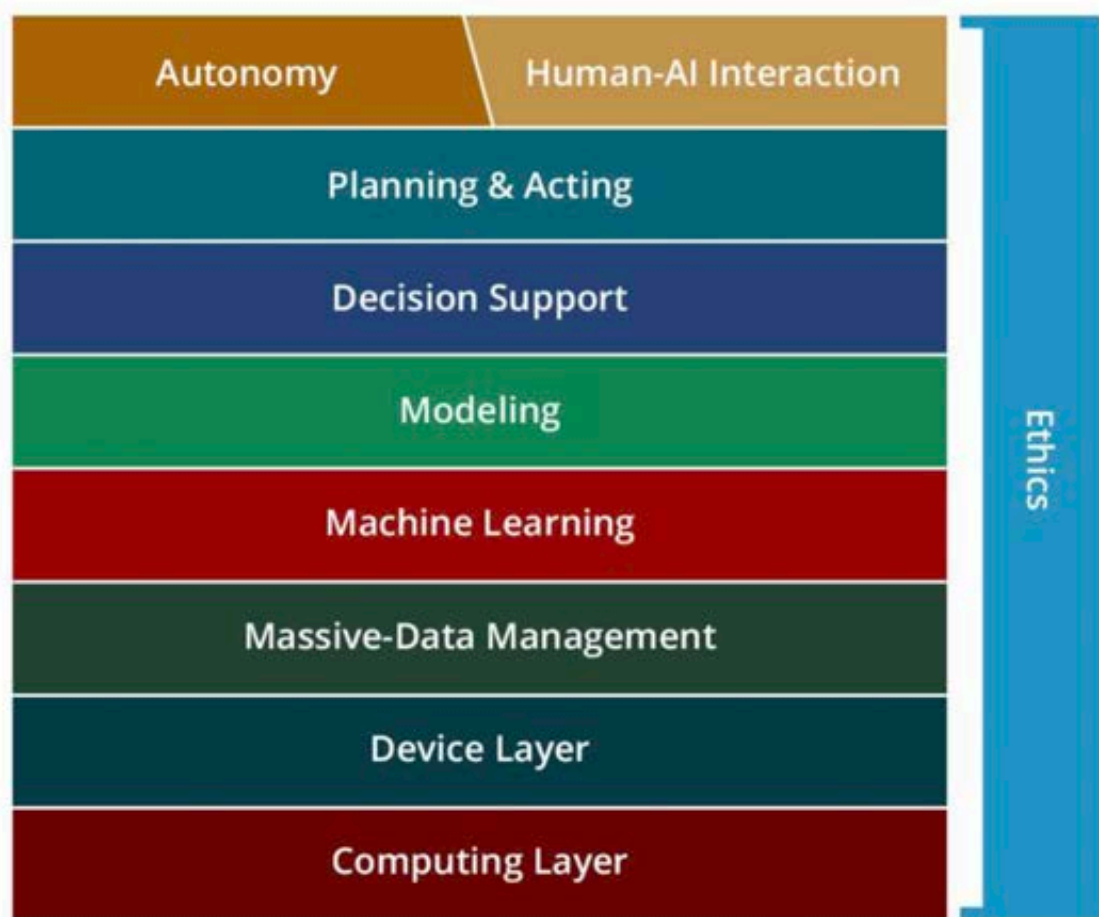 Autonomy
Human-AI Interaction
Planning & Acting
Decision Support
Modeling
Machine Learning
Massive-Data Management
Device Layer
Computing Layer
Ethics